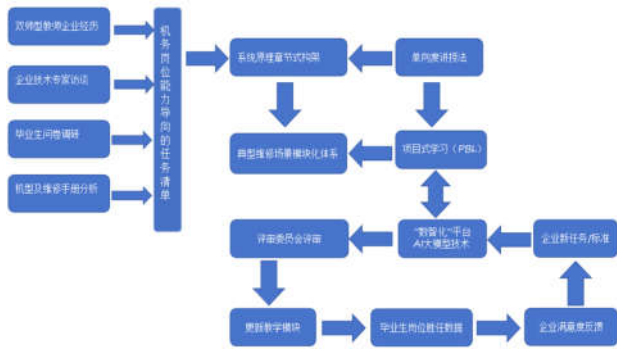 双师型教师企业经历
企业技术专家访谈
毕业生问卷调研
机型及维修手册分析
机务岗位能力导向的任务清单
系统原理章节式构架
单向度讲授法
典型维修场景模块化体系
项目式学习（PBL）
评审委员会评审
“数智化”平台
AI大模型技术
企业新任务/标准
更新教学模块
毕业生岗位胜任数据
企业满意度反馈